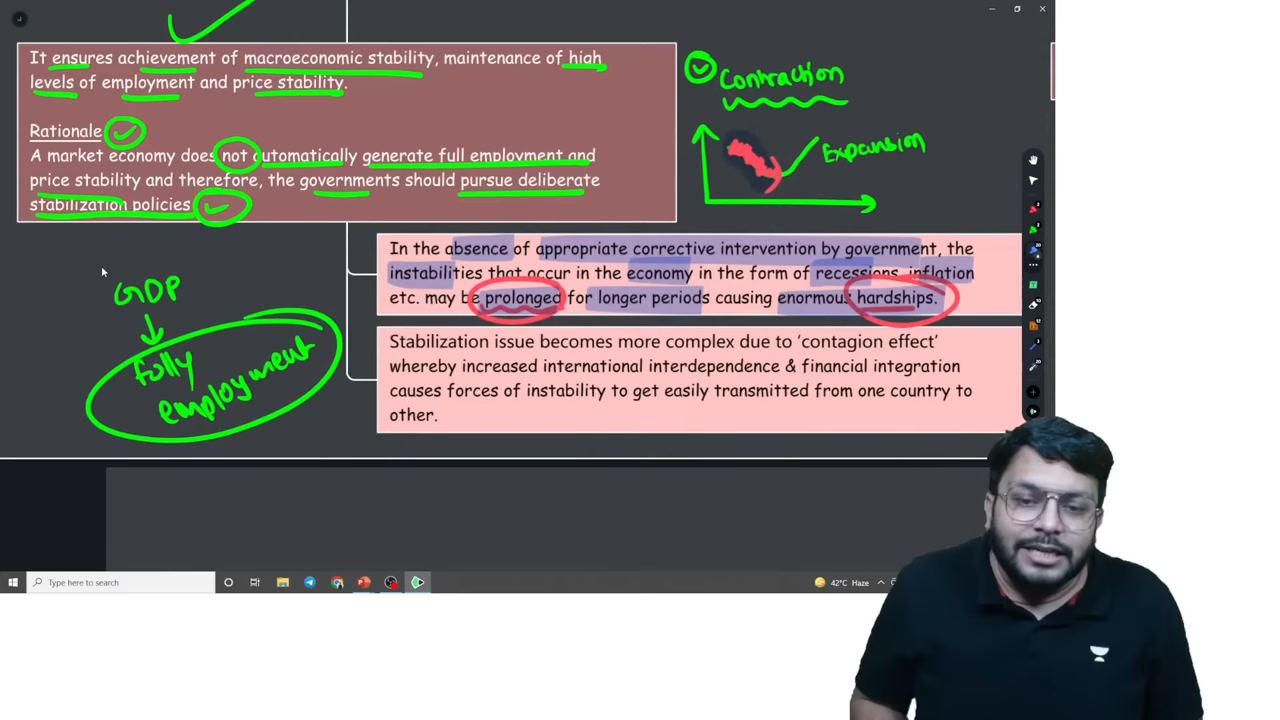 It ensures achievement of macroeconomic stability, maintenance of high
levels of employment and price stability.
Rationale
A market economy does not automatically generate full employment and
price stability and therefore, the governments should pursue deliberate
stabilization policies
Contraction
Expansion
In the absence of appropriate corrective intervention by government, the
instabilities that occur in the economy in the form of recessions, inflation
etc. may be prolonged for longer periods causing enormous hardships.
GDP
Fully
employment
Stabilization issue becomes more complex due to ‘contagion effect’
whereby increased international interdependence & financial integration
causes forces of instability to get easily transmitted from one country to
other.
Type here to search
42°C Haze